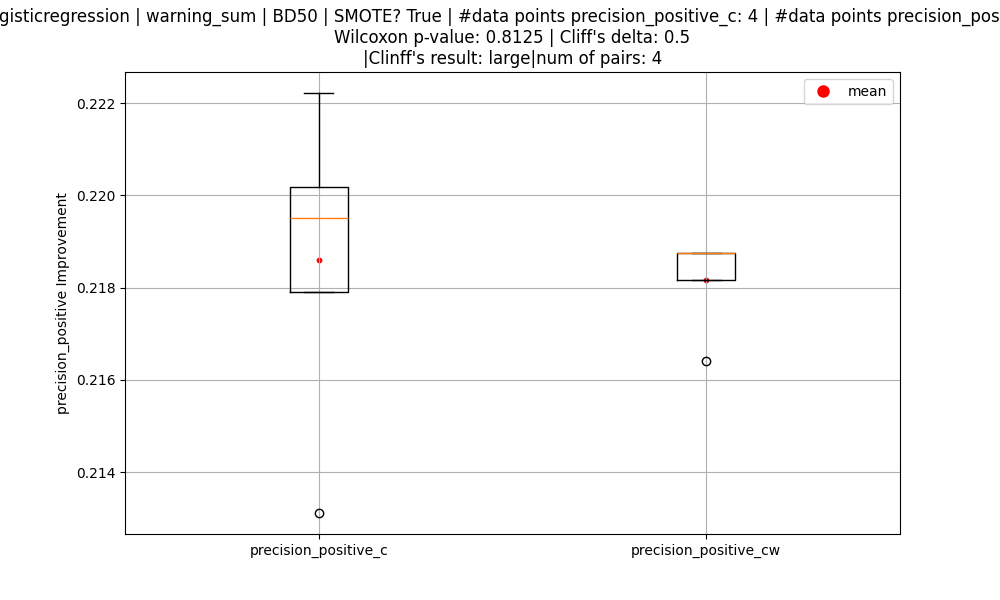 gisticregression | warning_sum | BD50 | SMOTE? True | #data points precision_positive_c: 4 | #data points precision_pos
Wilcoxon p-value: 0.8125 | Cliff's delta: 0.5
|Clinff's result: large|num of pairs: 4
mean
0.222
0.220
0.218
0.216
0.214
precision_positive Improvement
precision_positive_c
precision_positive_cw